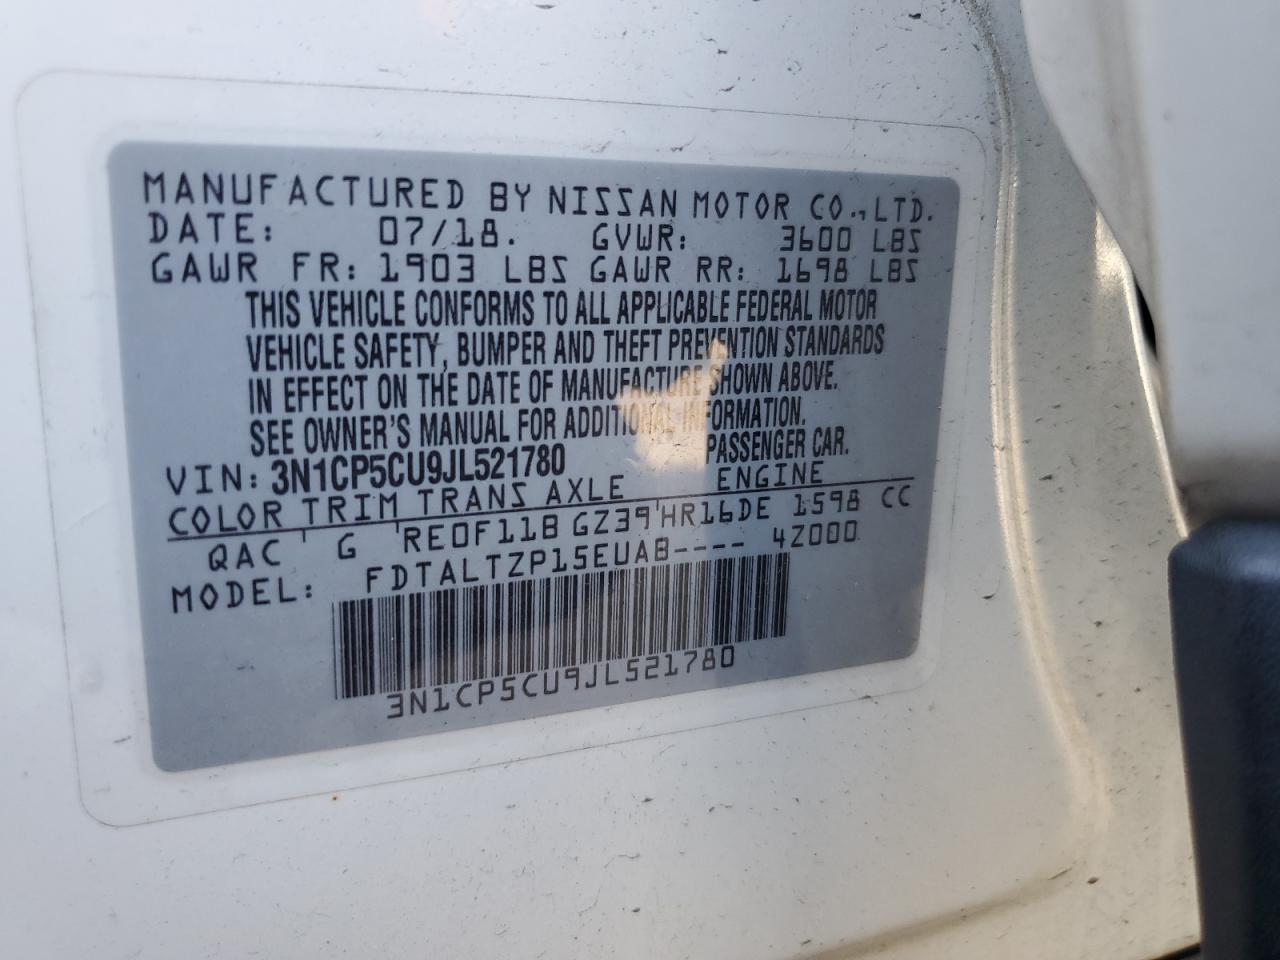 MANUFACTURED BY NISSAN MOTOR CO., LTD.
DATE: 07/18. GVWR: 3600 LBS
GAWR FR: 1903 LBS GAWR RR: 1698 LBS
THIS VEHICLE CONFORMS TO ALL APPLICABLE FEDERAL MOTOR
VEHICLE SAFETY, BUMPER AND THEFT PREVENTION STANDARDS
IN EFFECT ON THE DATE OF MANUFACTURE SHOWN ABOVE.
SEE OWNER'S MANUAL FOR ADDITIONAL INFORMATION.
VIN: 3N1CP5CU9JL521780 PASSENGER CAR.
COLOR TRIM TRANS AXLE ENGINE
QAC G RE0F11B GZ39 HR16DE 1598 CC
MODEL: FDTALTZP15EUAB---- 4Z000
3N1CP5CU9JL521780